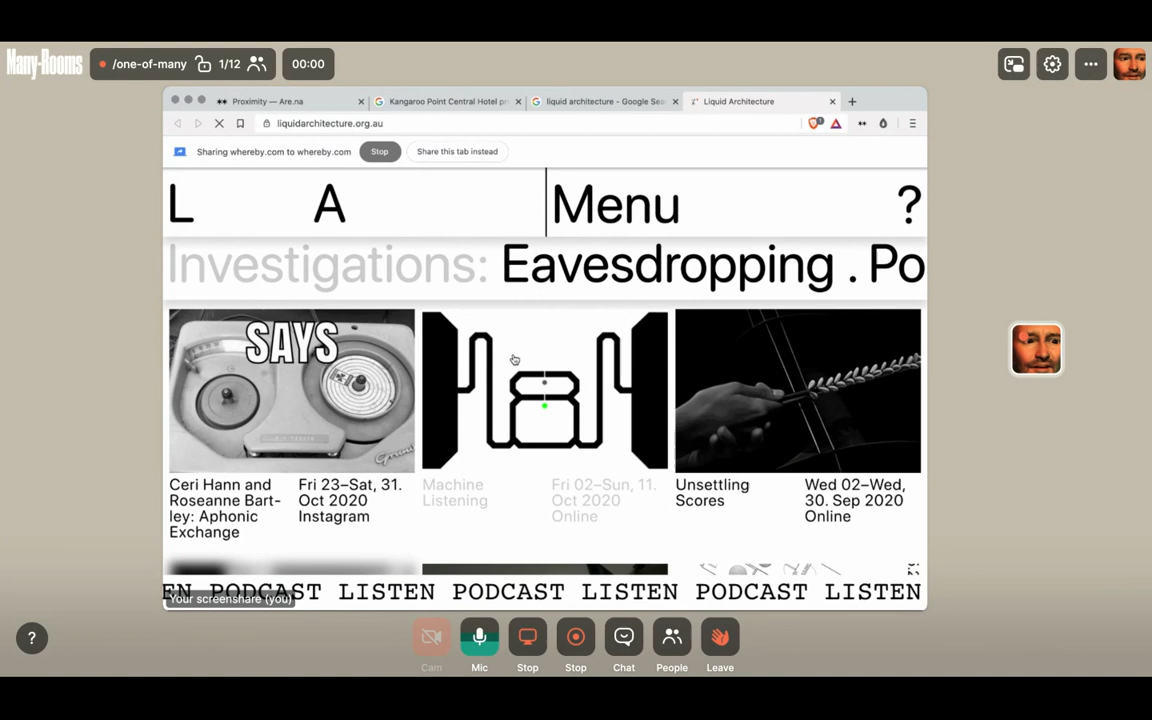 Many-Rooms
/one-of-many
1/12
00:00
Proximity — Are.na
Kangaroo Point Central Hotel pr
liquid architecture - Google Sea
Liquid Architecture
liquidarchitecture.org.au
Sharing whereby.com to whereby.com
Stop
Share this tab instead
L A
Menu
?
Investigations: Eavesdropping . Po
SAYS
Ceri Hann and
Roseanne Bart-
ley: Aphonic
Exchange
Fri 23–Sat, 31.
Oct 2020
Instagram
Machine
Listening
Fri 02–Sun, 11.
Oct 2020
Online
Unsettling
Scores
Wed 02–Wed,
30. Sep 2020
Online
EN PODCAST LISTEN PODCAST LISTEN PODCAST LISTEN
Your screenshare (you)
?
Cam
Mic
Stop
Stop
Chat
People
Leave